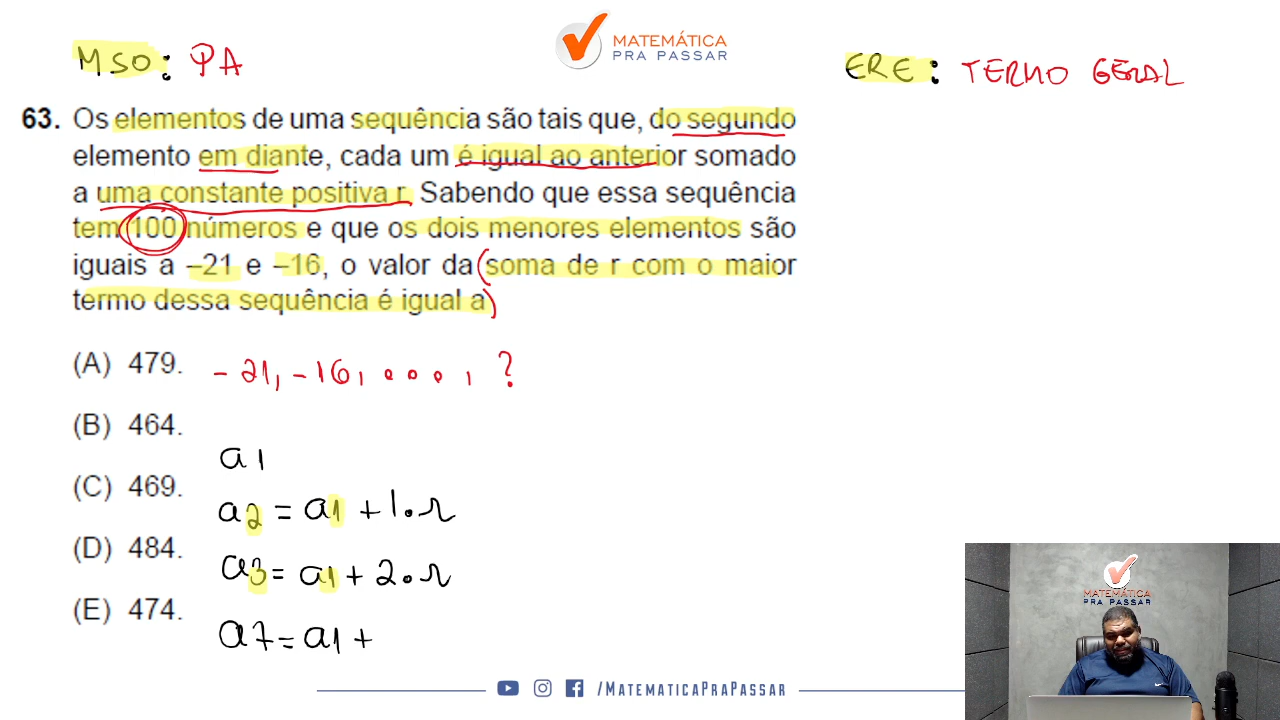 MSO: PA
MATEMÁTICA
PRA PASSAR
ERE: TERMO GERAL
63. Os elementos de uma sequência são tais que, do segundo
elemento em diante, cada um é igual ao anterior somado
a uma constante positiva r. Sabendo que essa sequência
tem 100 números e que os dois menores elementos são
iguais a –21 e –16, o valor da (soma de r com o maior
termo dessa sequência é igual a)
(A) 479.
-21, -16, ..., ?
(B) 464.
a1
(C) 469.
a2 = a1 + 1.r
(D) 484.
a3 = a1 + 2.r
(E) 474.
a7 = a1 +
MATEMÁTICA
PRA PASSAR
/MATEMATICAPRAPASSAR